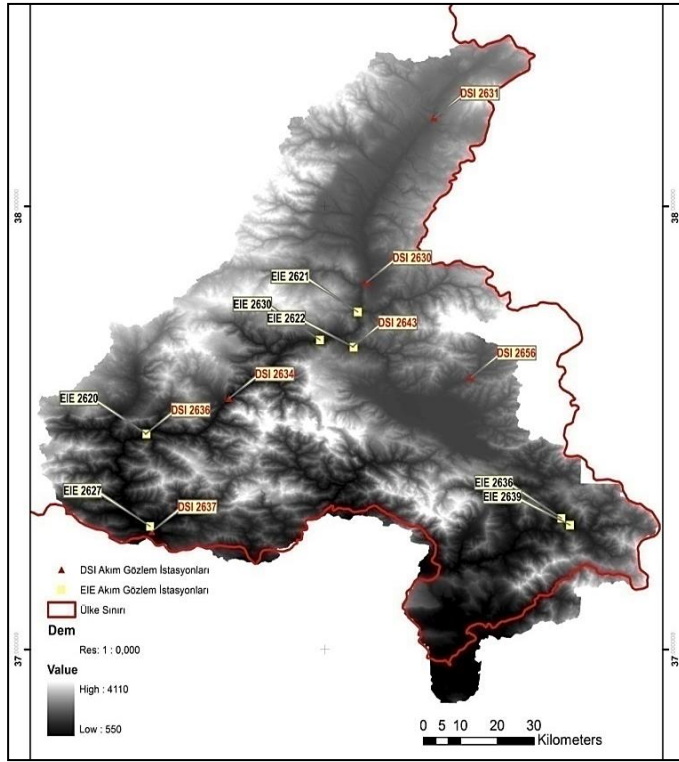 DSI 2631
38
DSI 2630
EIE 2621
EIE 2630
EIE 2622
DSI 2643
DSI 2656
DSI 2634
EIE 2620
DSI 2636
EIE 2636
EIE 2639
EIE 2627
DSI 2637
DSI Akım Gözlem İstasyonları
EIE Akım Gözlem İstasyonları
Ülke Sınırı
Dem
Res: 1 : 0,000
37
Value
High : 4110
Low : 550
0 5 10 20 30
Kilometers